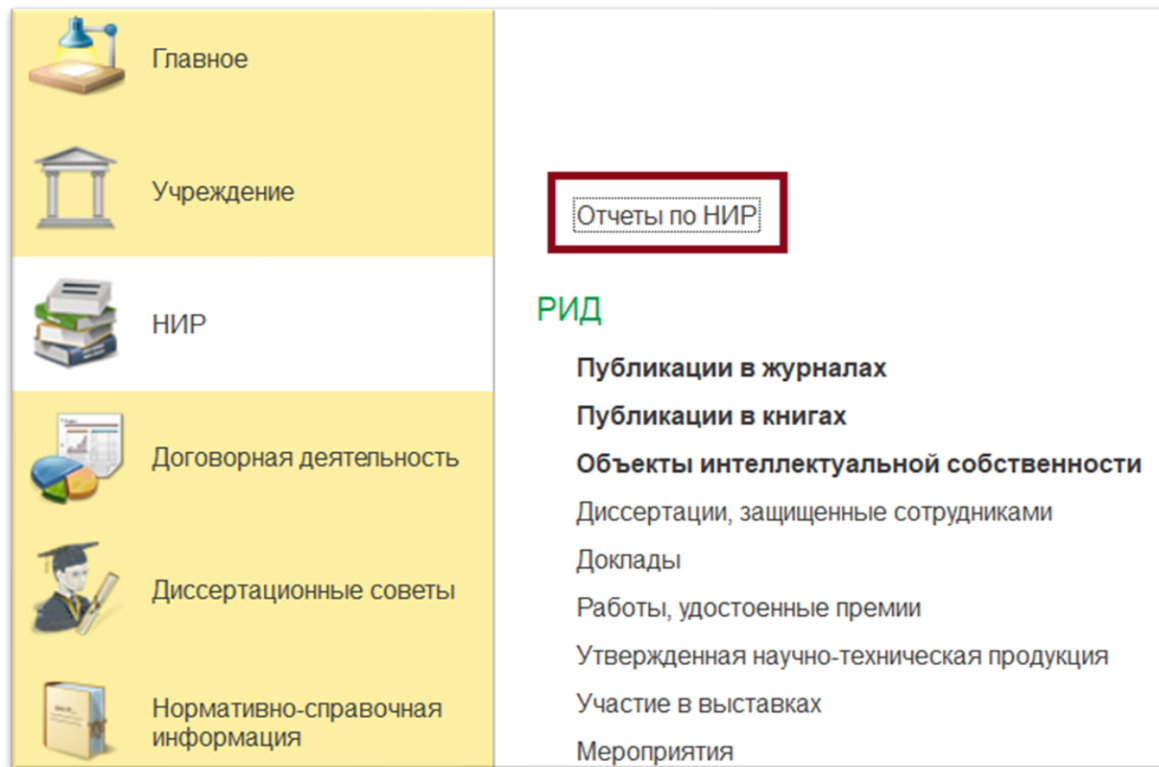 Главное
Учреждение
НИР
Договорная деятельность
Диссертационные советы
Нормативно-справочная
информация
Отчеты по НИР
РИД
Публикации в журналах
Публикации в книгах
Объекты интеллектуальной собственности
Диссертации, защищенные сотрудниками
Доклады
Работы, удостоенные премии
Утвержденная научно-техническая продукция
Участие в выставках
Мероприятия